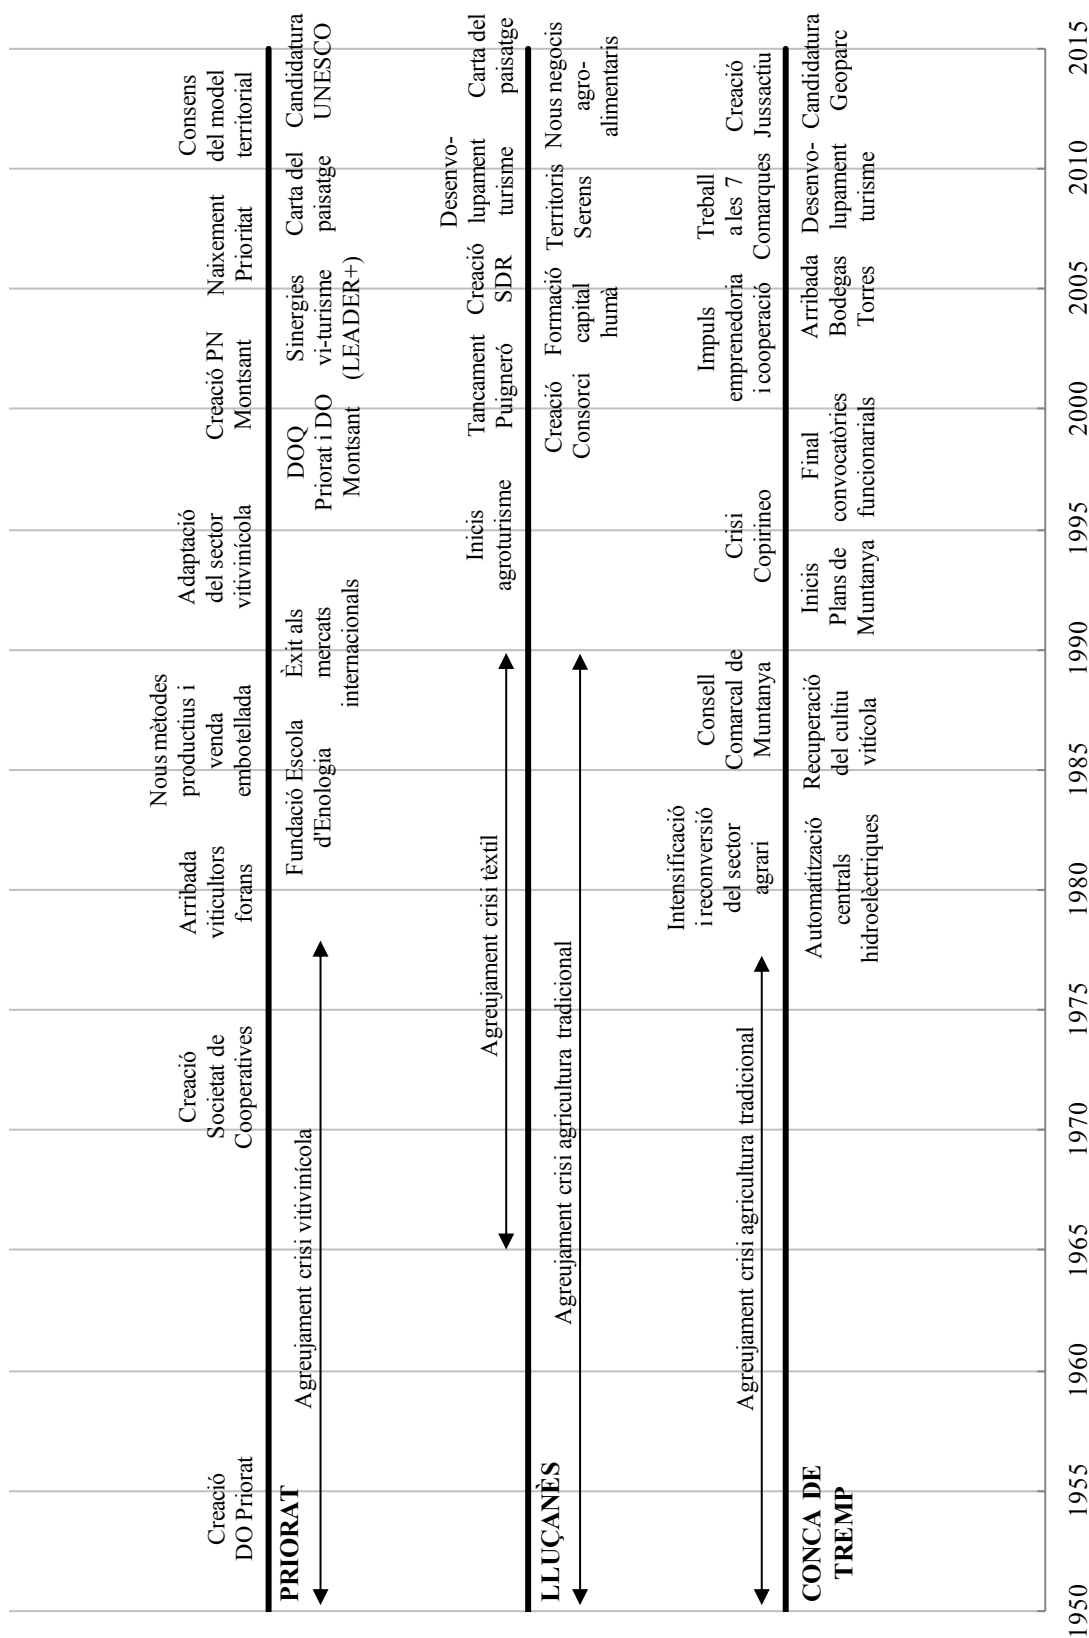 Creació
DO Priorat
Creació
Societat de
Cooperatives
Arribada
viticultors
forans
Nous mètodes
productius i
venda
embotellada
Adaptació
del sector
vitivinícola
Creació PN
Montsant
Naixement
Prioritat
Consens
del model
territorial
PRIORAT
Agreujament crisi vitivinícola
Fundació Escola
d'Enologia
Èxit als
mercats
internacionals
DOQ
Priorat i DO
Montsant
Sinergies
vi-turisme
(LEADER+)
Carta del
paisatge
Candidatura
UNESCO
Agreujament crisi tèxtil
Inicis
agroturisme
Tancament
Puigneró
Creació
SDR
Desenvo-
lupament
turisme
Carta del
paisatge
LLUÇANÈS
Agreujament crisi agricultura tradicional
Creació
Consorci
Formació
capital
humà
Territoris
Serens
Nous negocis
agro-
alimentaris
Agreujament crisi agricultura tradicional
Intensificació
i reconversió
del sector
agrari
Consell
Comarcal de
Muntanya
Crisi
Copirineo
Impuls
emprenedoria
i cooperació
Treball
a les 7
Comarques
Creació
Jussactiu
CONCA DE
TREMP
Automatització
centrals
hidroelèctriques
Recuperació
del cultiu
vitícola
Inicis
Plans de
Muntanya
Final
convocatòries
funcionarials
Arribada
Bodegas
Torres
Desenvo-
lupament
turisme
Candidatura
Geoparc
1950 1955 1960 1965 1970 1975 1980 1985 1990 1995 2000 2005 2010 2015